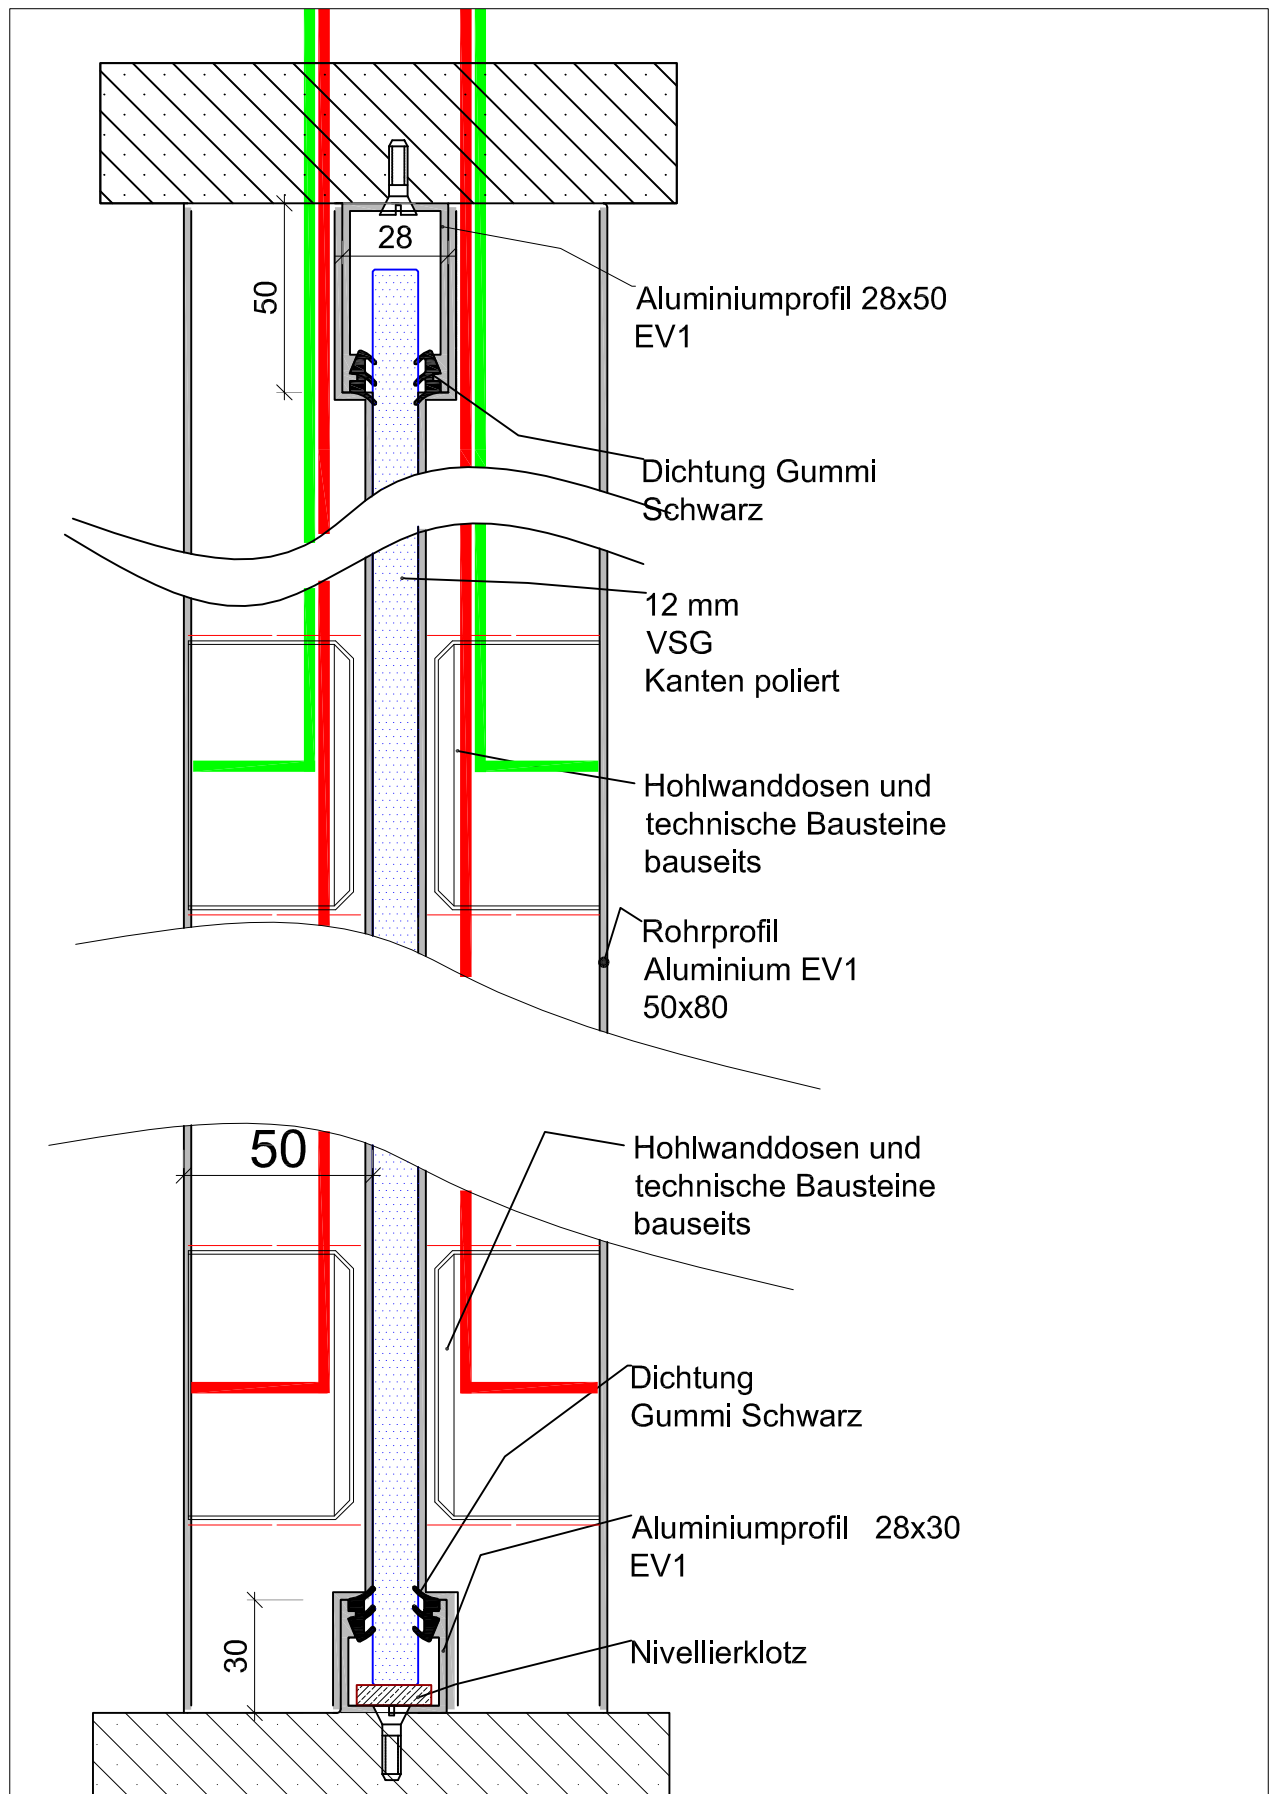 28
50
Aluminiumprofil 28x50
EV1
Dichtung Gummi
Schwarz
12 mm
VSG
Kanten poliert
Hohlwanddosen und
technische Bausteine
bauseits
Rohrprofil
Aluminium EV1
50x80
50
Hohlwanddosen und
technische Bausteine
bauseits
Dichtung
Gummi Schwarz
Aluminiumprofil 28x30
EV1
30
Nivellierklotz